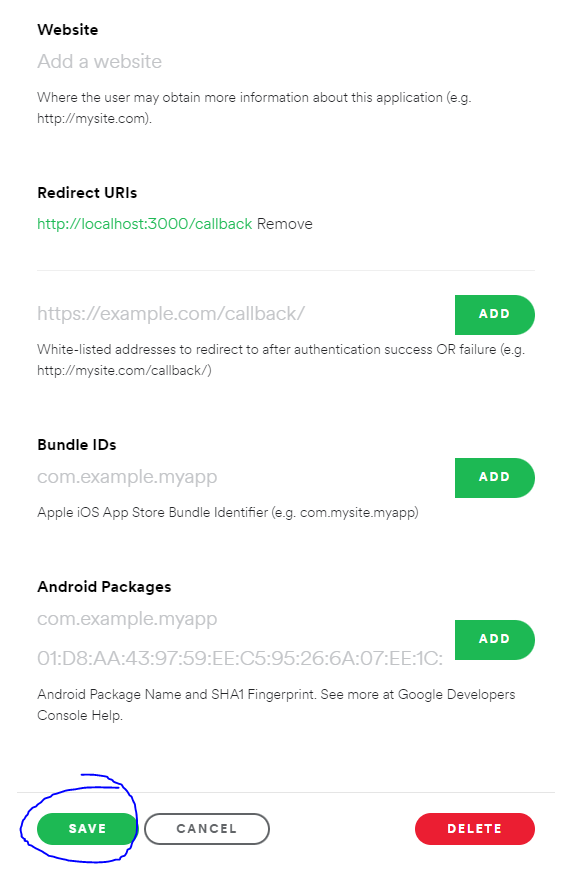 Website
Add a website
Where the user may obtain more information about this application (e.g.
http://mysite.com).
Redirect URIs
http://localhost:3000/callback Remove
https://example.com/callback/
ADD
White-listed addresses to redirect to after authentication success OR failure (e.g.
http://mysite.com/callback/)
Bundle IDs
com.example.myapp
ADD
Apple iOS App Store Bundle Identifier (e.g. com.mysite.myapp)
Android Packages
com.example.myapp
ADD
01:D8:AA:43:97:59:EE:C5:95:26:6A:07:EE:1C:
Android Package Name and SHA1 Fingerprint. See more at Google Developers
Console Help.
SAVE CANCEL DELETE